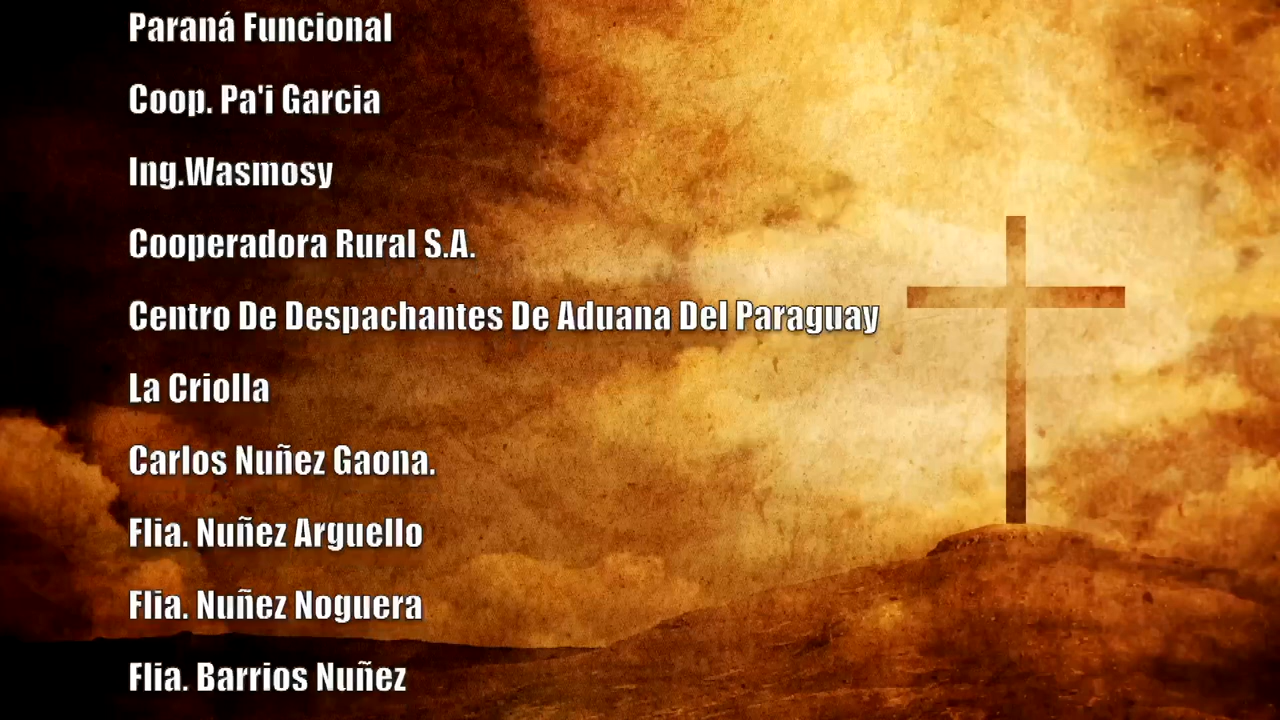 Paraná Funcional
Coop. Pa'i Garcia
Ing.Wasmosy
Cooperadora Rural S.A.
Centro De Despachantes De Aduana Del Paraguay
La Criolla
Carlos Nuñez Gaona.
Flia. Nuñez Arguello
Flia. Nuñez Noguera
Flia. Barrios Nuñez